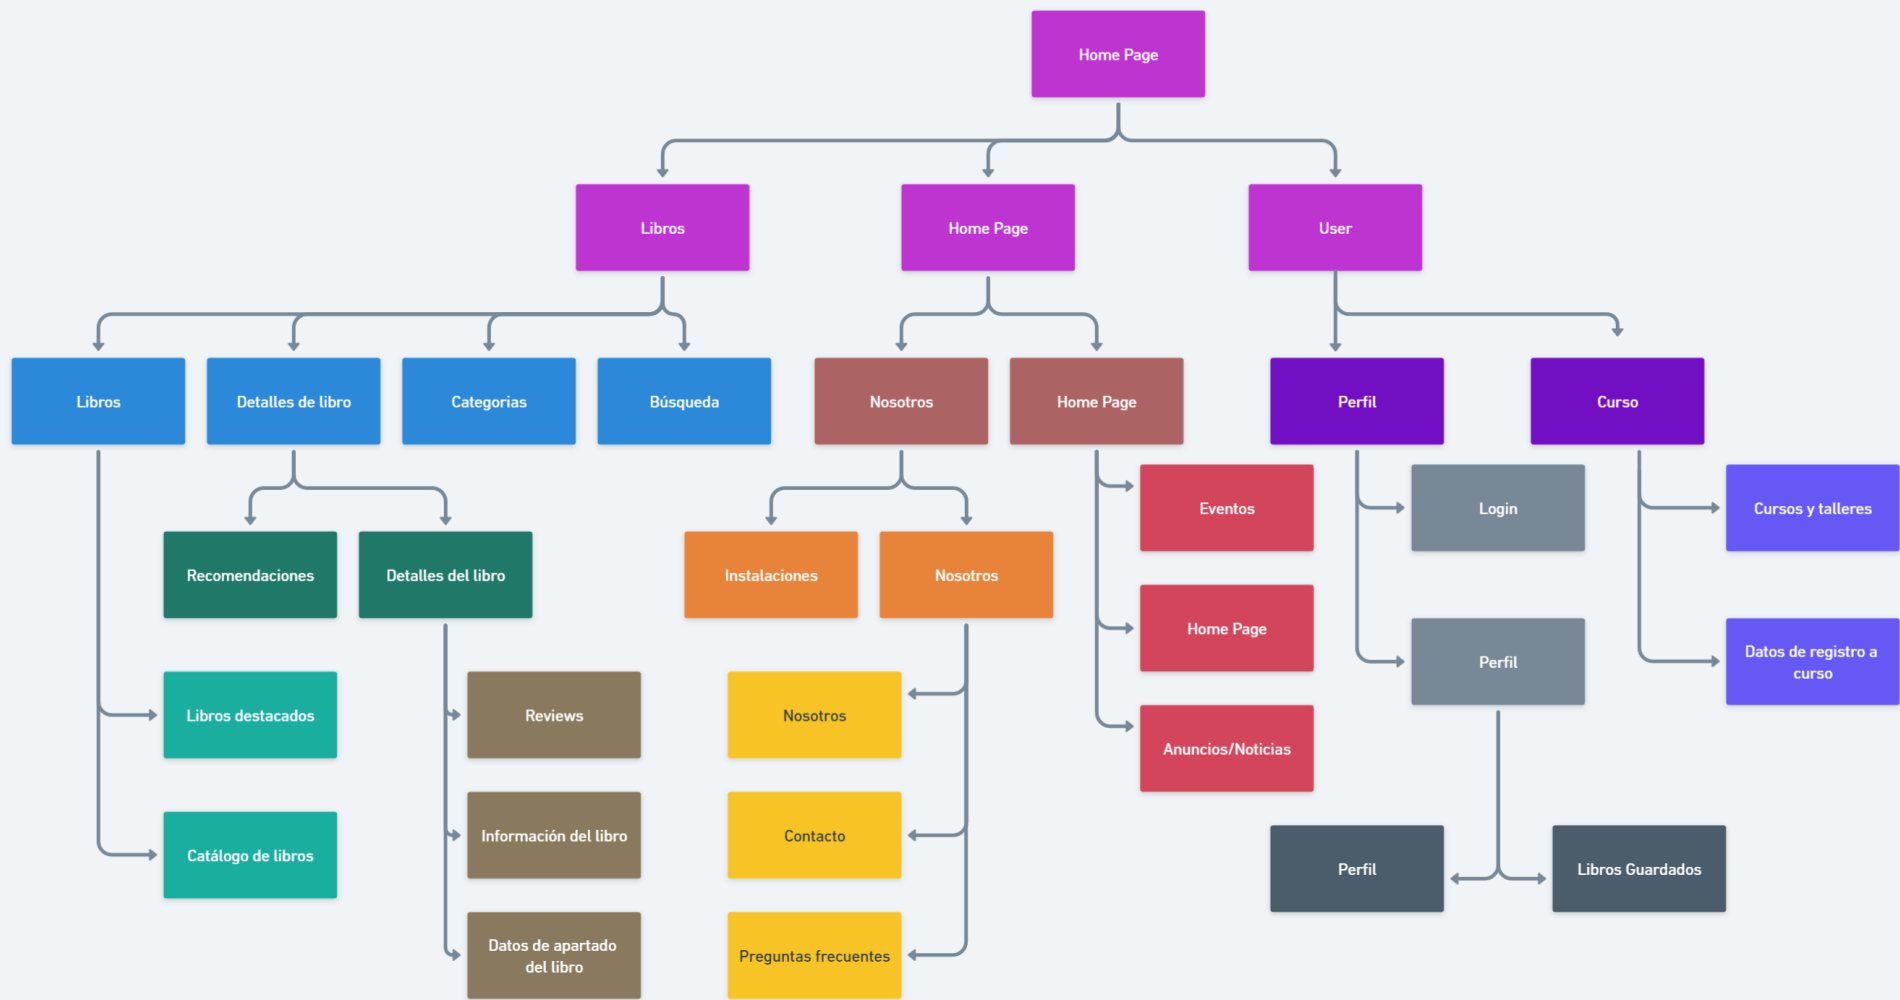 Home Page
Libros
Home Page
User
Libros
Detalles de libro
Categorias
Búsqueda
Nosotros
Home Page
Perfil
Curso
Eventos
Login
Cursos y talleres
Recomendaciones
Detalles del libro
Instalaciones
Nosotros
Home Page
Perfil
Datos de registro a
curso
Libros destacados
Reviews
Nosotros
Anuncios/Noticias
Catálogo de libros
Información del libro
Contacto
Perfil
Libros Guardados
Datos de apartado
del libro
Preguntas frecuentes